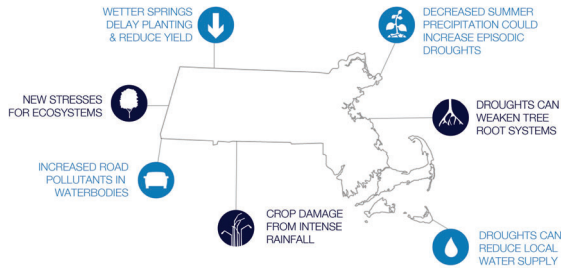 WETTER SPRINGS
DELAY PLANTING
& REDUCE YIELD
DECREASED SUMMER
PRECIPITATION COULD
INCREASE EPISODIC
DROUGHTS
NEW STRESSES
FOR ECOSYSTEMS
DROUGHTS CAN
WEAKEN TREE
ROOT SYSTEMS
INCREASED ROAD
POLLUTANTS IN
WATERBODIES
CROP DAMAGE
FROM INTENSE
RAINFALL
DROUGHTS CAN
REDUCE LOCAL
WATER SUPPLY